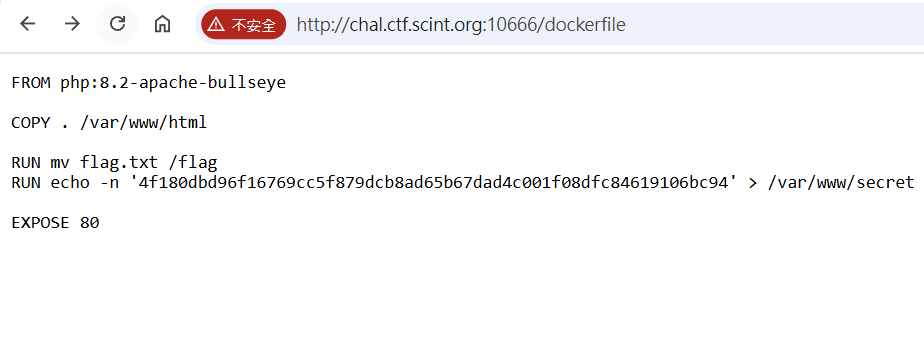 不安全 http://chal.ctf.scint.org:10666/dockerfile
FROM php:8.2-apache-bullseye
COPY . /var/www/html
RUN mv flag.txt /flag
RUN echo -n '4f180dbd96f16769cc5f879dcb8ad65b67dad4c001f08dfc84619106bc94' > /var/www/secret
EXPOSE 80